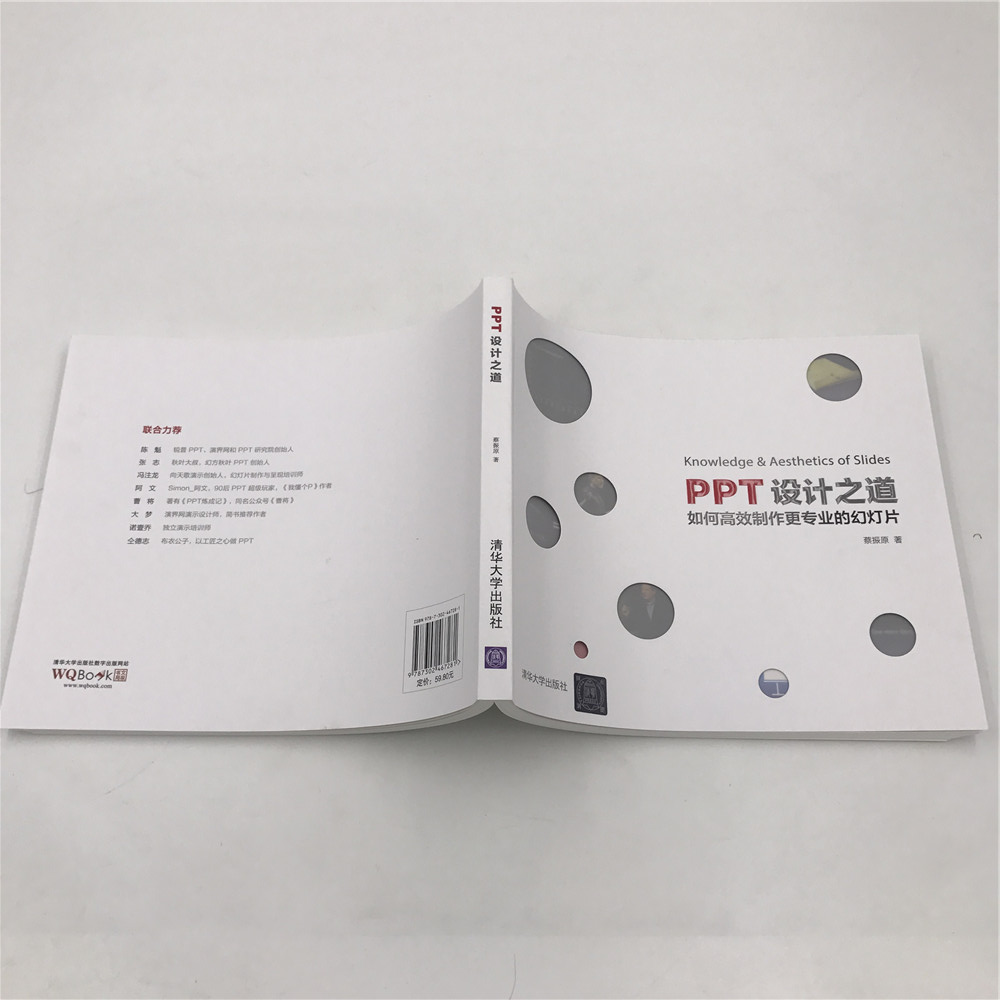 联合力荐
陈 魁 锐普 PPT、演界网和 PPT 研究院创始人
张 志 秋叶大叔,幻方秋叶 PPT 创始人
冯注龙 向天歌演示创始人,幻灯片制作与呈现培训师
阿 文 Simon_阿文,90后 PPT 超级玩家,《我懂个P》作者
曹 将 著有《PPT炼成记》,同名公众号《曹将》
大 梦 演界网演示设计师,简书推荐作者
诺壹乔 独立演示培训师
仝德志 布衣公子,以工匠之心做 PPT
清华大学出版社数字出版网站
WQBook
www.wqbook.com
ISBN 978-7-302-46728-1
9 787302 467281
定价:59.80元
PPT 设计之道
蔡振原 著
清华大学出版社
Knowledge & Aesthetics of Slides
PPT 设计之道
如何高效制作更专业的幻灯片
蔡振原 著
清华大学出版社